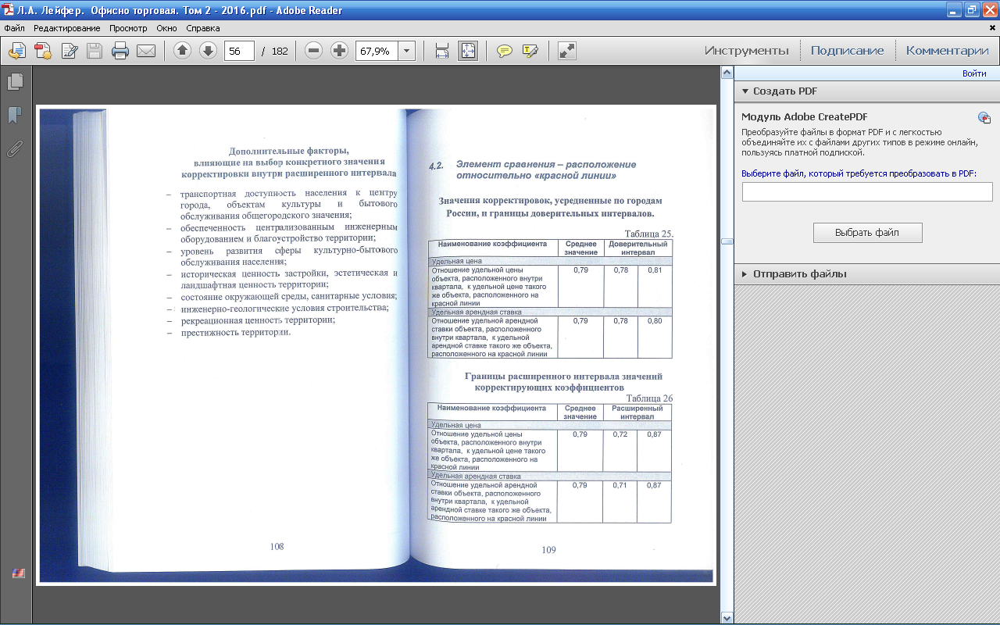 Л.А. Лейфер.  Офисно торговая. Том 2 - 2016.pdf - Adobe Reader
Файл Редактирование Просмотр Окно Справка
56 / 182 67,9% Инструменты Подписание Комментарии
Дополнительные факторы,
влияющие на выбор конкретного значения
корректировки внутри расширенного интервала
– транспортная доступность населения к центру
города, объектам культуры и бытового
обслуживания общегородского значения;
– обеспеченность централизованным инженерным
оборудованием и благоустройство территории;
– уровень развития сферы культурно-бытового
обслуживания населения;
– историческая ценность застройки, эстетическая и
ландшафтная ценность территории;
– состояние окружающей среды, санитарные условия;
– инженерно-геологические условия строительства;
– рекреационная ценность территории;
– престижность территории.
108
4.2. Элемент сравнения – расположение
относительно «красной линии»
Значения корректировок, усредненные по городам
России, и границы доверительных интервалов.
Таблица 25.
Наименование коэффициента Среднее Доверительный
значение интервал
Удельная цена
Отношение удельной цены 0,79 0,78 0,81
объекта, расположенного внутри
квартала, к удельной цене такого
же объекта, расположенного на
красной линии
Удельная арендная ставка
Отношение удельной арендной 0,79 0,78 0,80
ставки объекта, расположенного
внутри квартала, к удельной
арендной ставке такого же объекта,
расположенного на красной линии
Границы расширенного интервала значений
корректирующих коэффициентов
Таблица 26
Наименование коэффициента Среднее Расширенный
значение интервал
Удельная цена
Отношение удельной цены 0,79 0,72 0,87
объекта, расположенного внутри
квартала, к удельной цене такого
же объекта, расположенного на
красной линии
Удельная арендная ставка
Отношение удельной арендной 0,79 0,71 0,87
ставки объекта, расположенного
внутри квартала, к удельной
арендной ставке такого же объекта,
расположенного на красной линии
109
Войти
Создать PDF
Модуль Adobe CreatePDF
Преобразуйте файлы в формат PDF и с легкостью
объединяйте их с файлами других типов в режиме онлайн,
пользуясь платной подпиской.
Выберите файл, который требуется преобразовать в PDF:
Выбрать файл
Отправить файлы